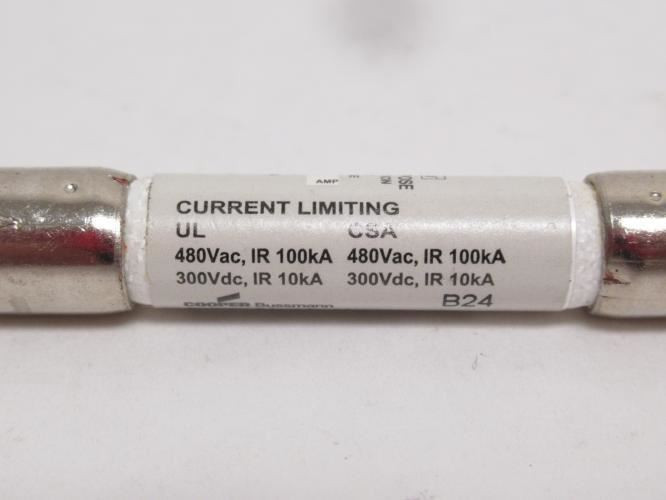 AMP
CURRENT LIMITING
UL CSA
480Vac, IR 100kA 480Vac, IR 100kA
300Vdc, IR 10kA 300Vdc, IR 10kA
COOPER Bussmann B24